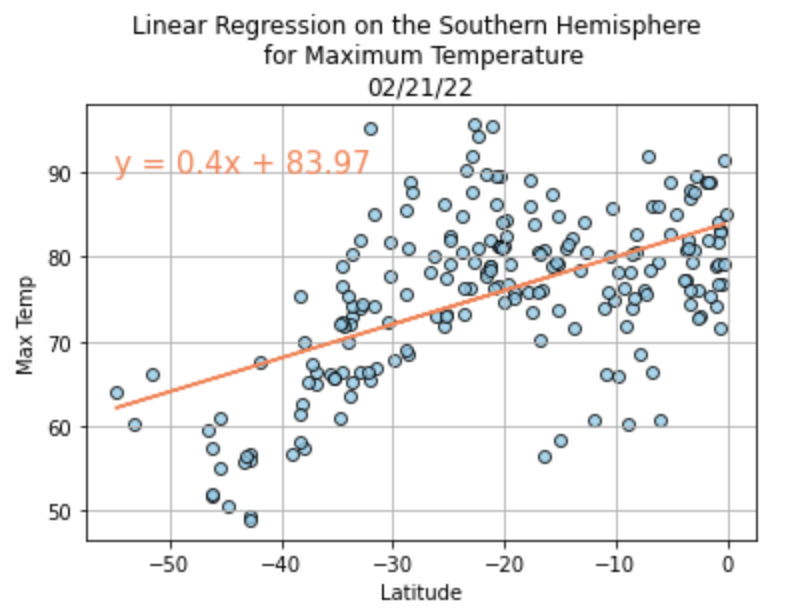 Linear Regression on the Southern Hemisphere
for Maximum Temperature
02/21/22
y = 0.4x + 83.97
90
80
70
60
50
Max Temp
−50 −40 −30 −20 −10 0
Latitude